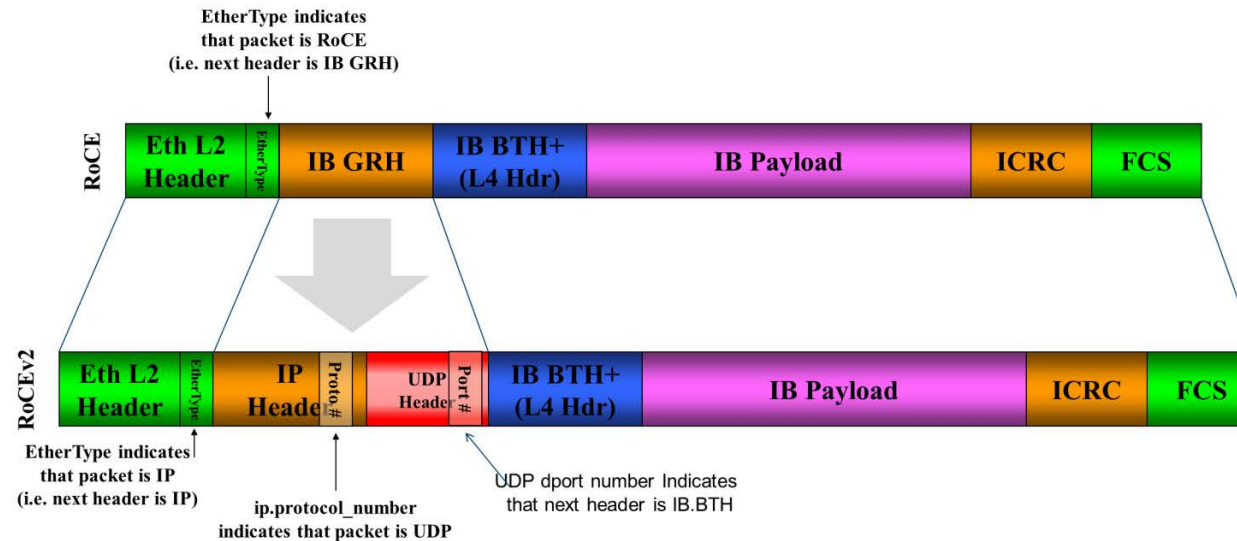 EtherType indicates
that packet is RoCE
(i.e. next header is IB GRH)
RoCE
Eth L2
Header
EtherType
IB GRH
IB BTH+
(L4 Hdr)
IB Payload
ICRC
FCS
RoCEv2
Eth L2
Header
EtherType
IP
Header
Proto.#
UDP
Header
Port #
IB BTH+
(L4 Hdr)
IB Payload
ICRC
FCS
EtherType indicates
that packet is IP
(i.e. next header is IP)
ip.protocol_number
indicates that packet is UDP
UDP dport number Indicates
that next header is IB.BTH